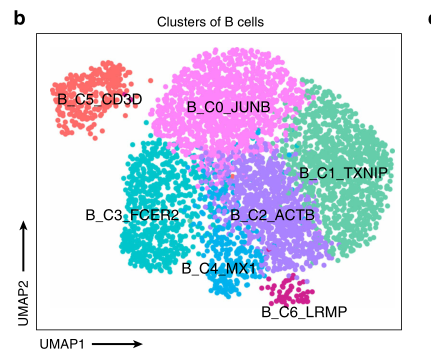 b
c
Clusters of B cells
B_C5_CD3D
B_C0_JUNB
B_C1_TXNIP
B_C3_FCER2
B_C2_ACTB
B_C4_MX1
B_C6_LRMP
UMAP2
UMAP1